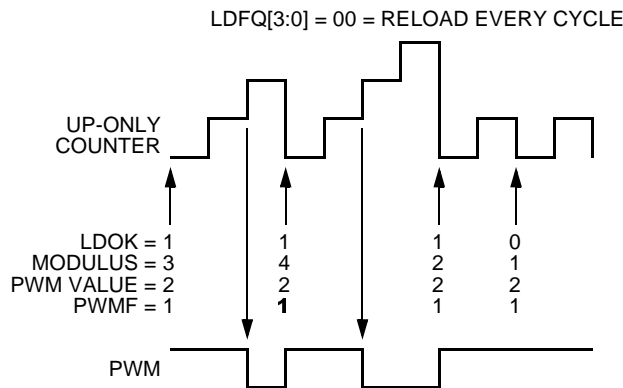 LDFQ[3:0] = 00 = RELOAD EVERY CYCLE
UP-ONLY
COUNTER
LDOK = 1 1 1 0
MODULUS = 3 4 2 1
PWM VALUE = 2 2 2 2
PWMF = 1 1 1 1
PWM